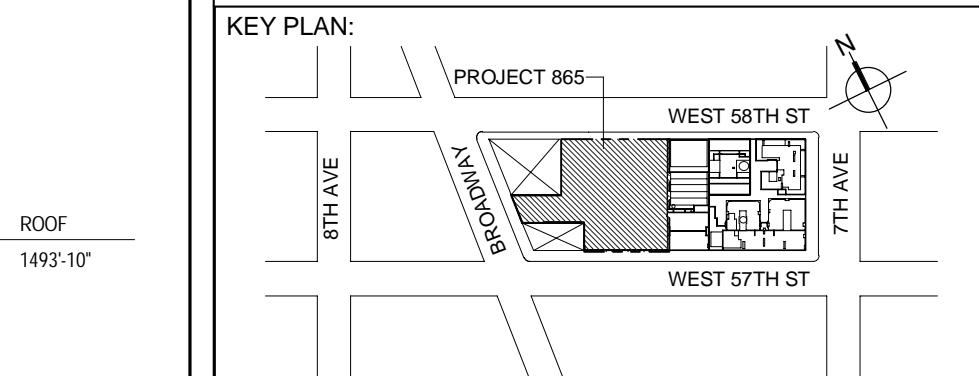 KEY PLAN:
N
PROJECT 865
WEST 58TH ST
8TH AVE
BROADWAY
7TH AVE
WEST 57TH ST
ROOF
1493'-10"